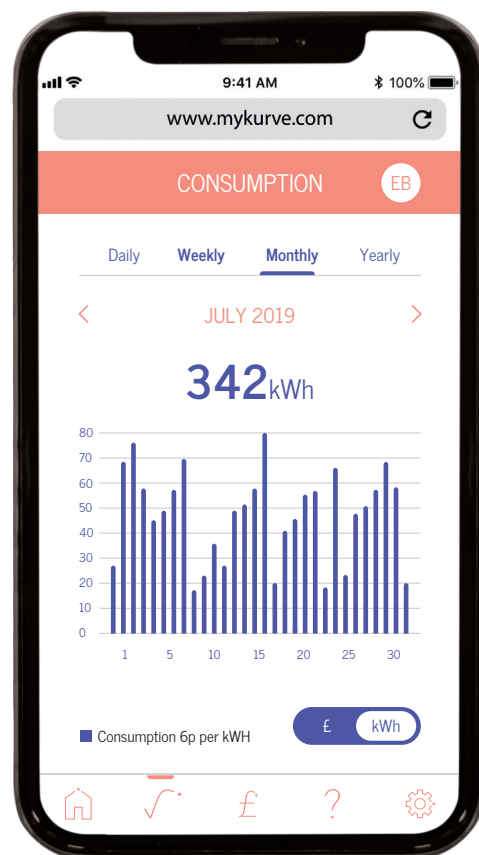 9:41 AM 100%
www.mykurve.com
CONSUMPTION EB
Daily Weekly Monthly Yearly
JULY 2019
342kWh
80
70
60
50
40
30
20
10
0
1 5 10 15 20 25 30
Consumption 6p per kWH
£ kWh
£ ?